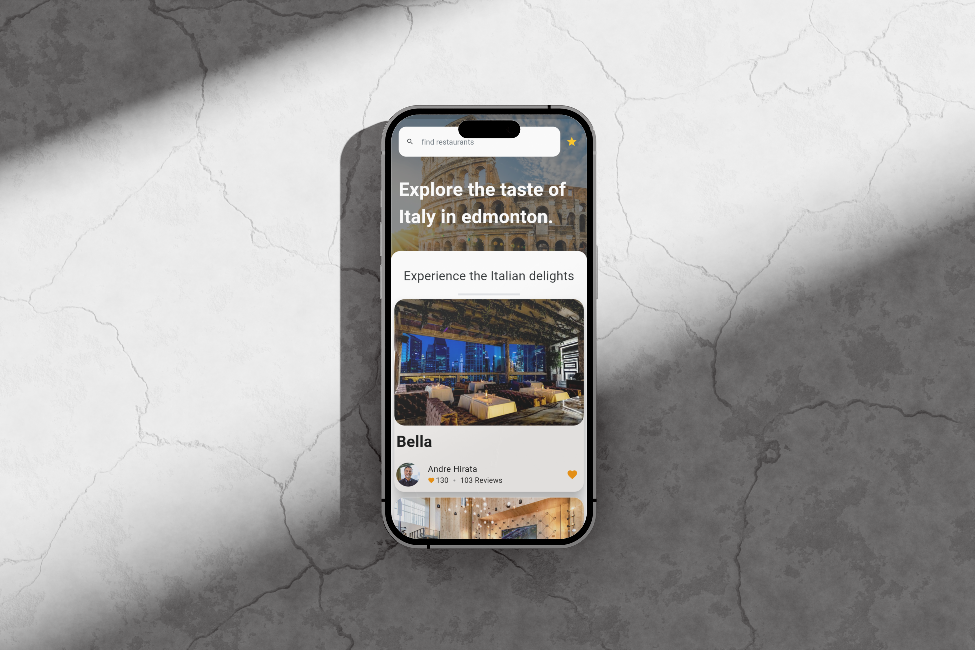 find restaurants
Explore the taste of
Italy in edmonton.
Experience the Italian delights
Bella
Andre Hirata
130 • 103 Reviews